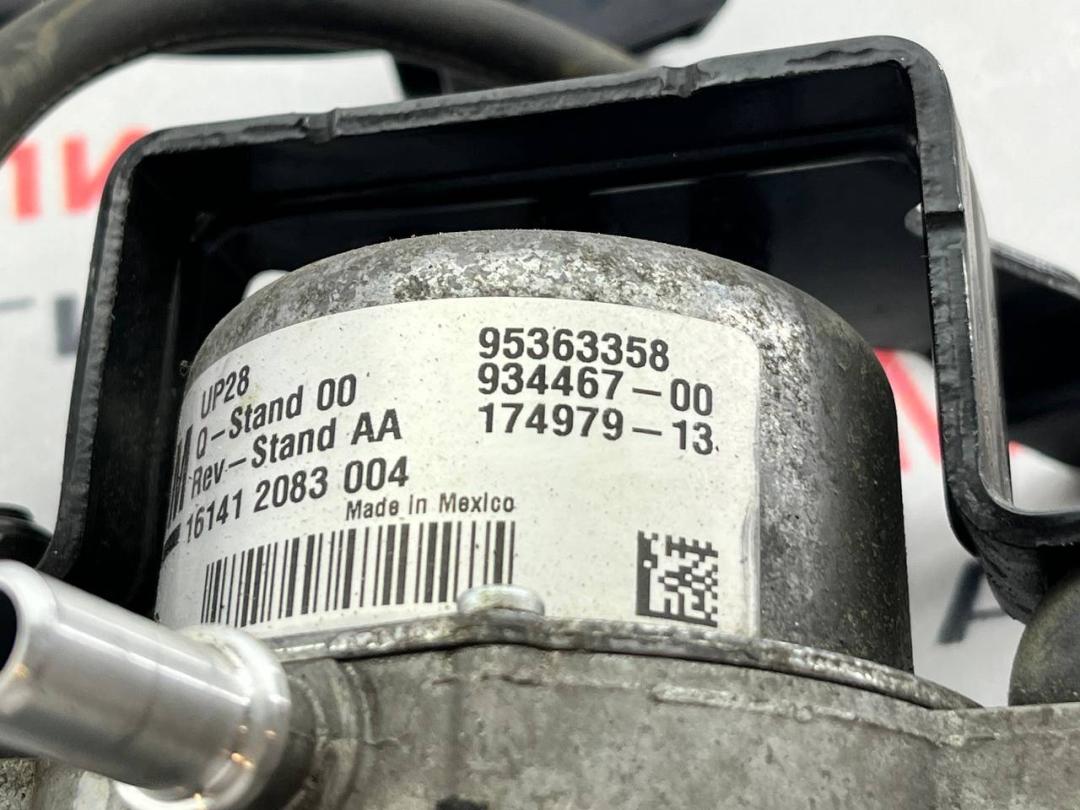 UP28
Q-Stand 00
Rev-Stand AA
16141 2083 004
Made in Mexico
95363358
934467-00
174979-13